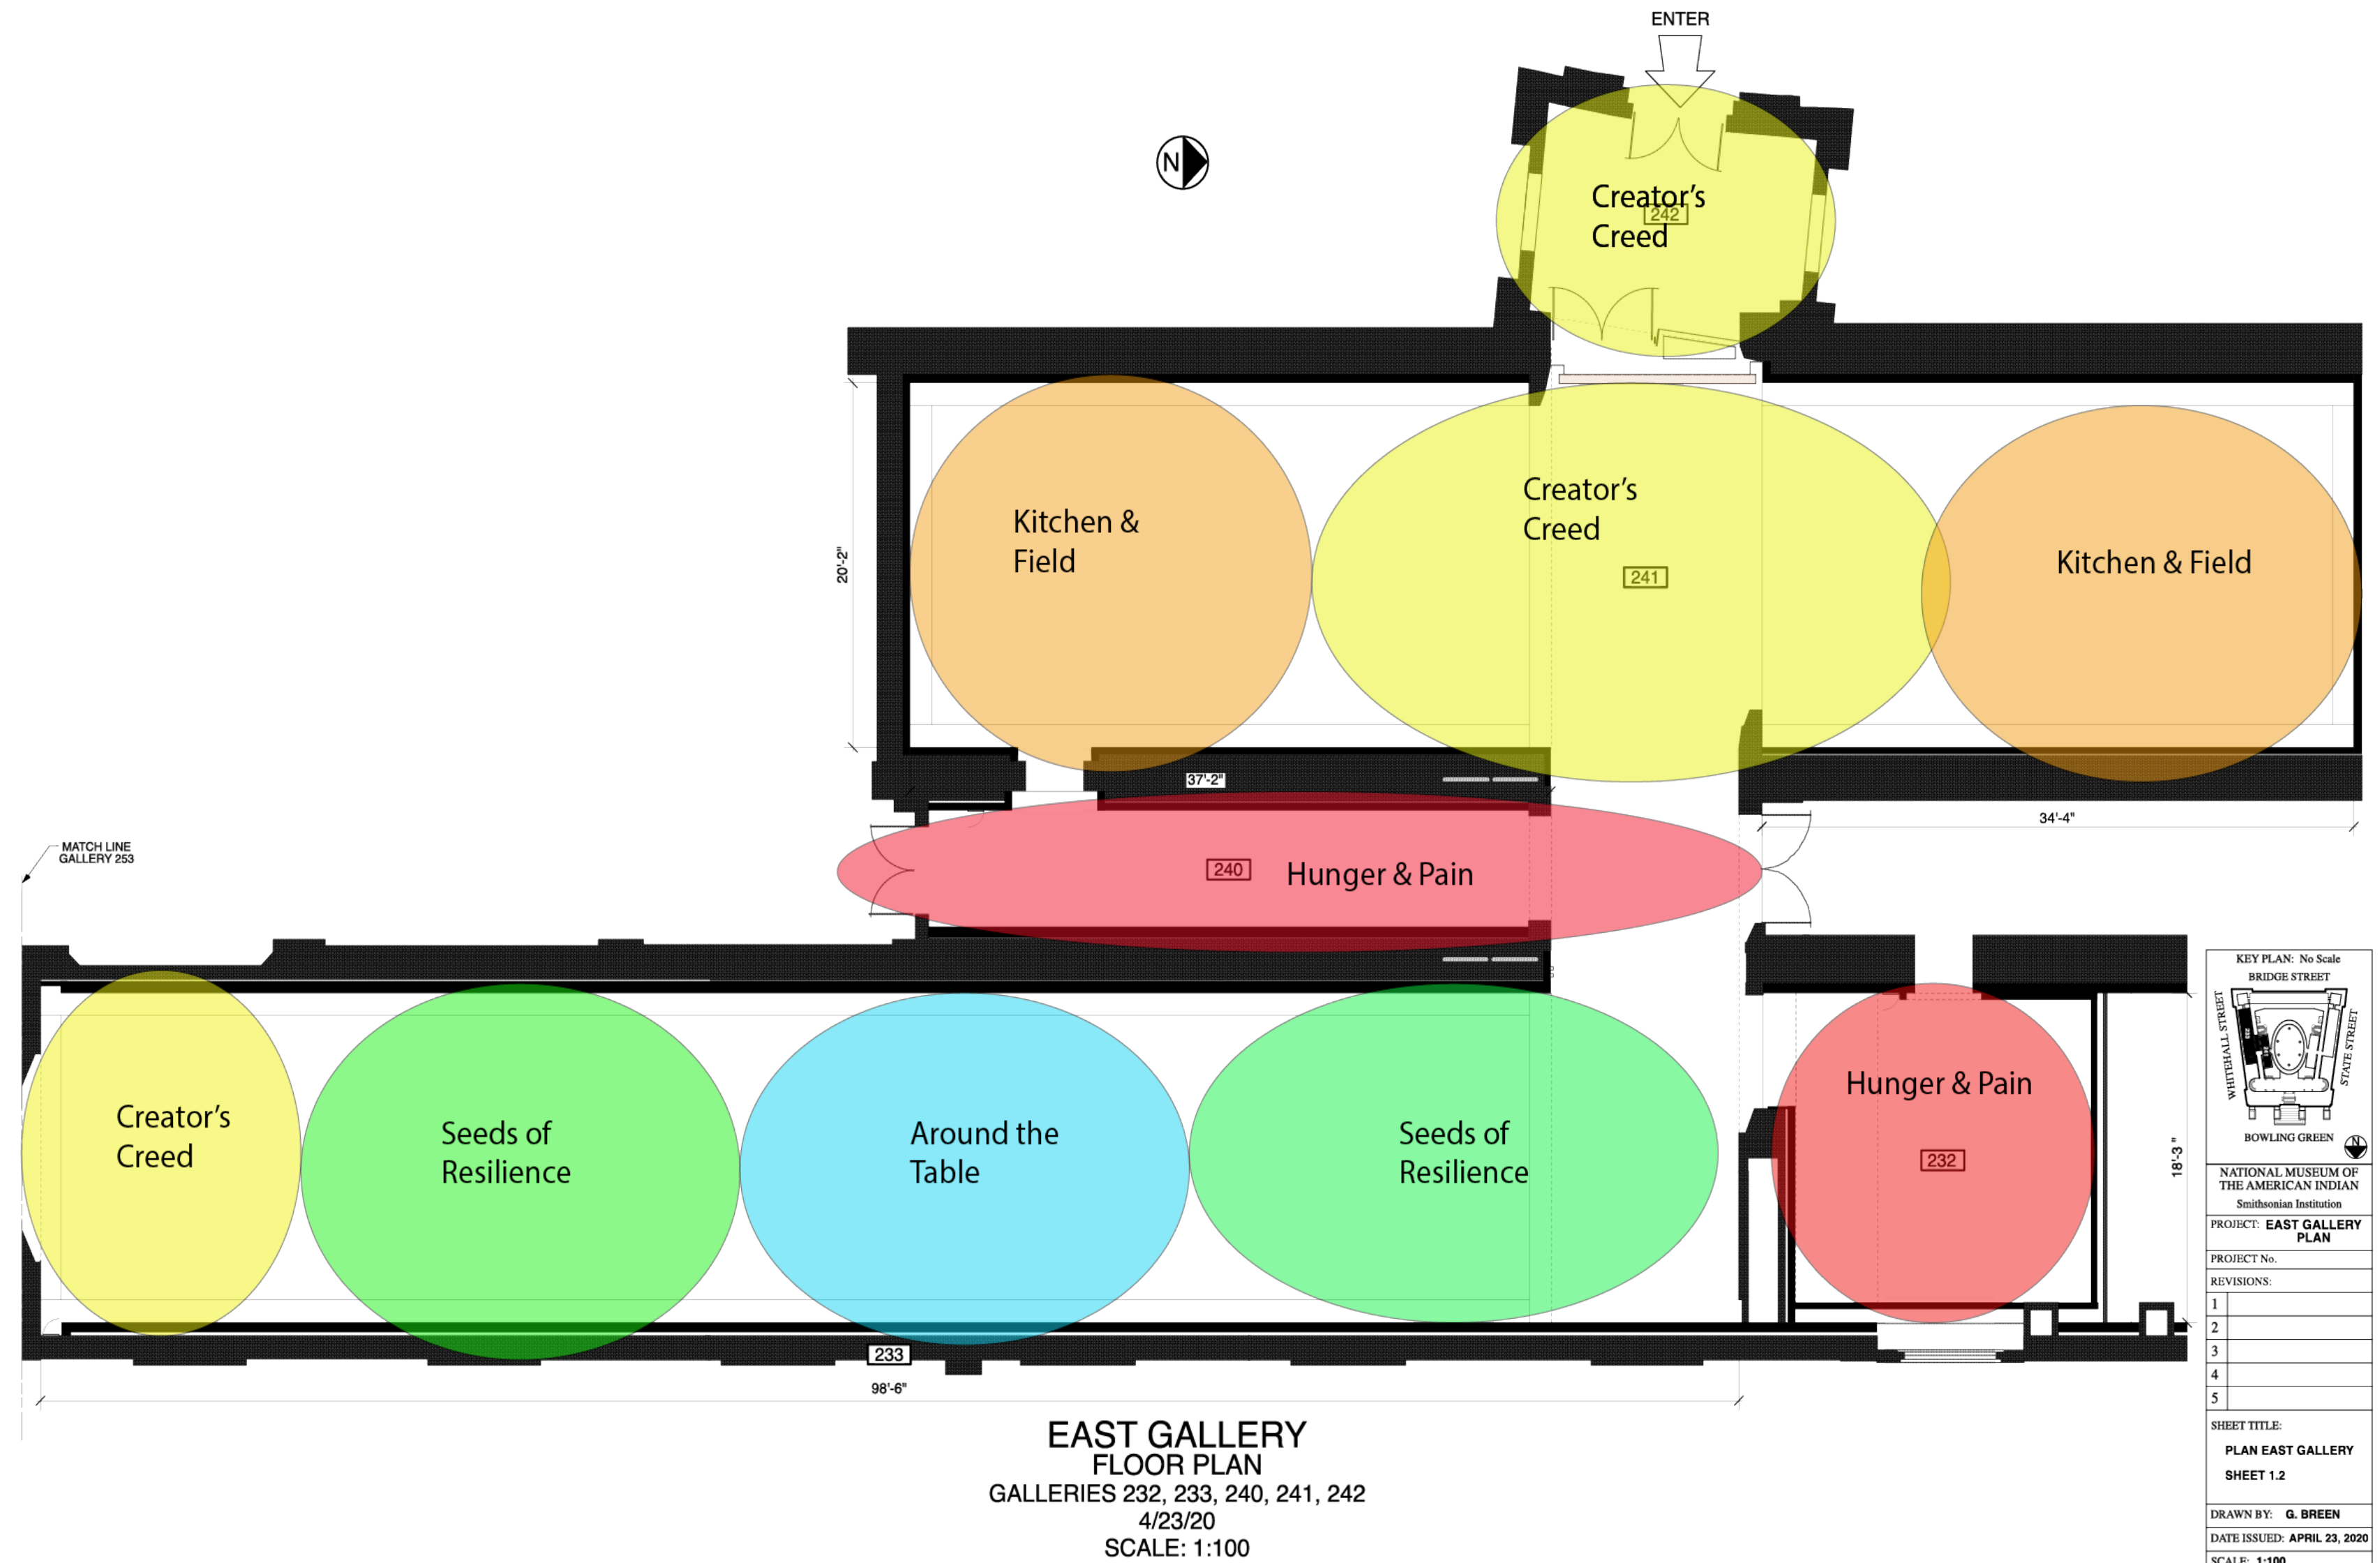 ENTER
N
Creator's
242
Creed
Kitchen &
Field
Creator's
Creed
241
Kitchen & Field
20'-2"
37'-2"
34'-4"
MATCH LINE
GALLERY 253
240
Hunger & Pain
Creator's
Creed
Seeds of
Resilience
Around the
Table
Seeds of
Resilience
Hunger & Pain
232
18'-3"
233
98'-6"
EAST GALLERY
FLOOR PLAN
GALLERIES 232, 233, 240, 241, 242
4/23/20
SCALE: 1:100
KEY PLAN: No Scale
BRIDGE STREET
WHITEHALL STREET
STATE STREET
BOWLING GREEN
N
NATIONAL MUSEUM OF
THE AMERICAN INDIAN
Smithsonian Institution
PROJECT: EAST GALLERY
PLAN
PROJECT No.
REVISIONS:
1
2
3
4
5
SHEET TITLE:
PLAN EAST GALLERY
SHEET 1.2
DRAWN BY: G. BREEN
DATE ISSUED: APRIL 23, 2020
SCALE: 1:100